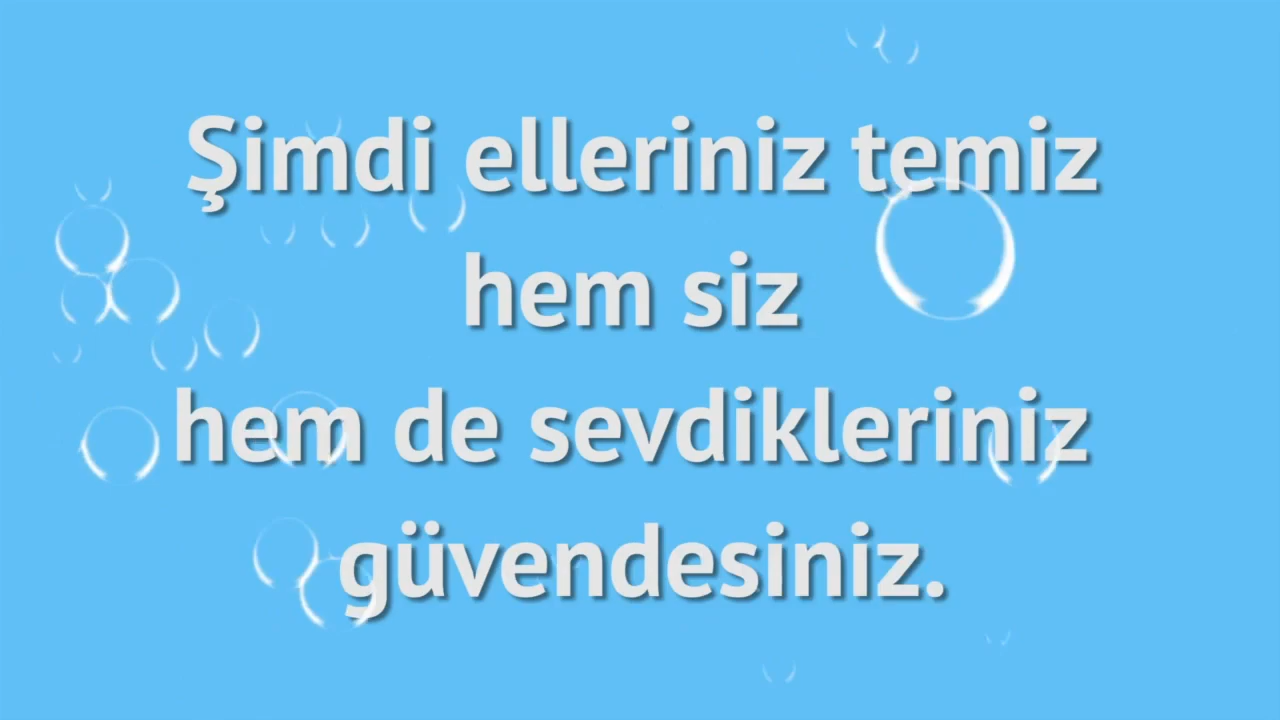 Şimdi elleriniz temiz
hem siz
hem de sevdikleriniz
güvendesiniz.